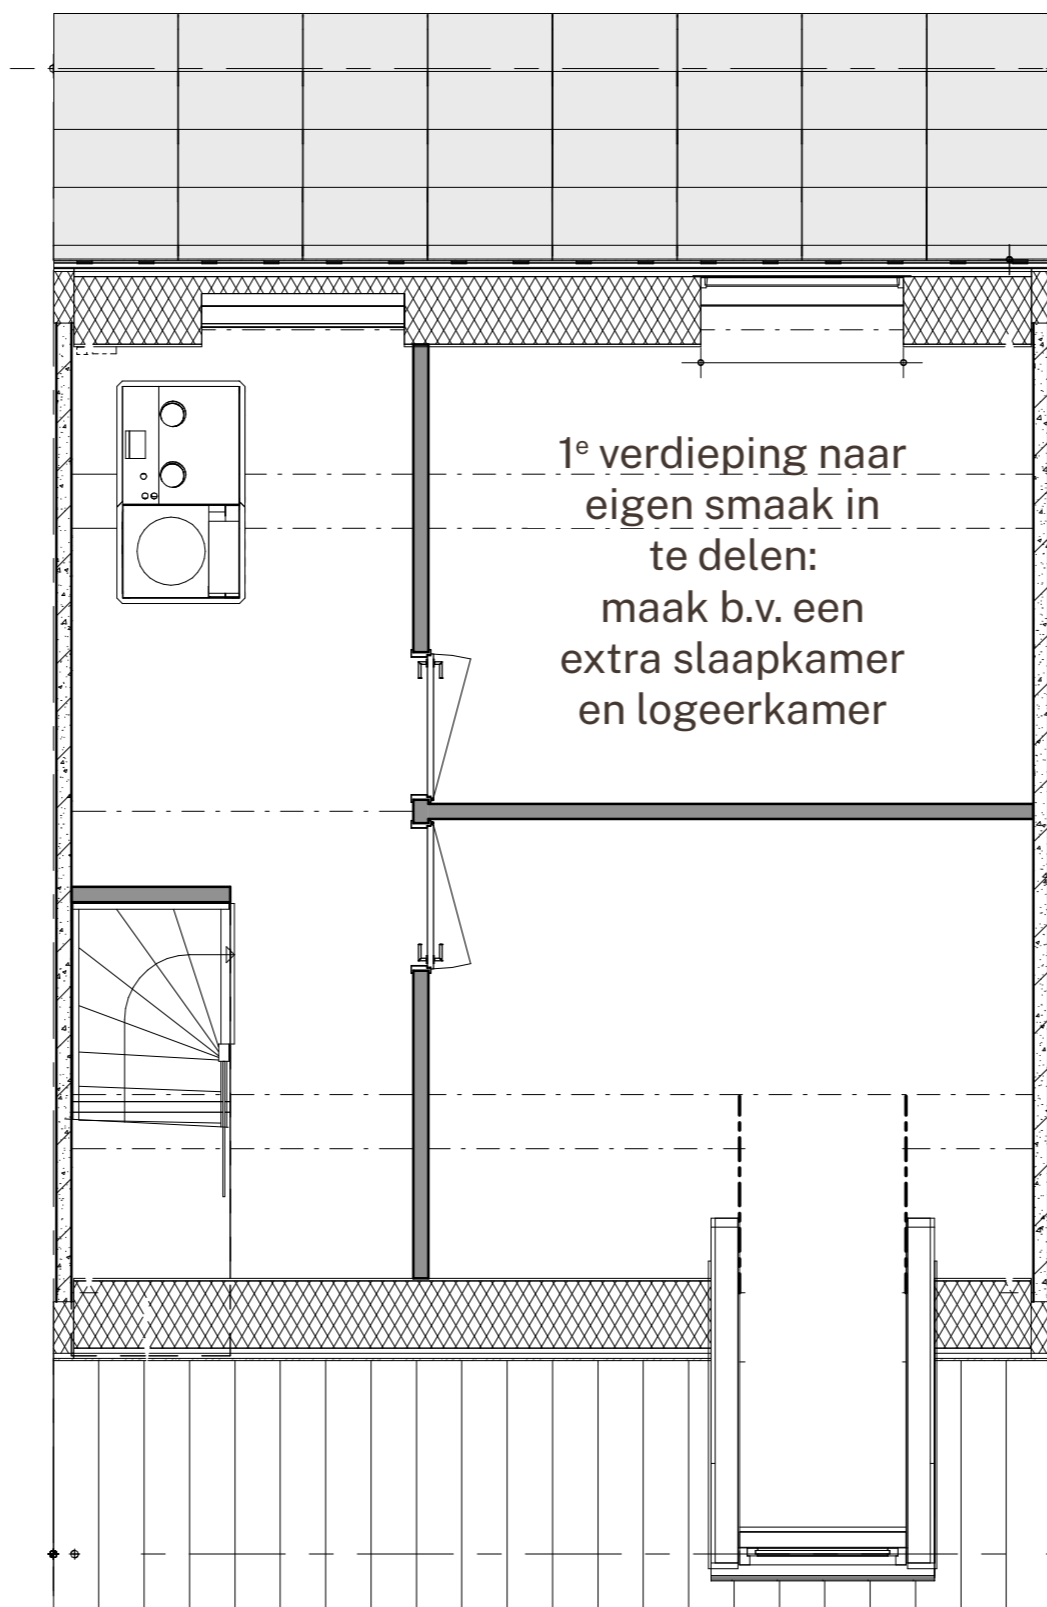 1ᵉ verdieping naar
eigen smaak in
te delen:
maak b.v. een
extra slaapkamer
en logeerkamer